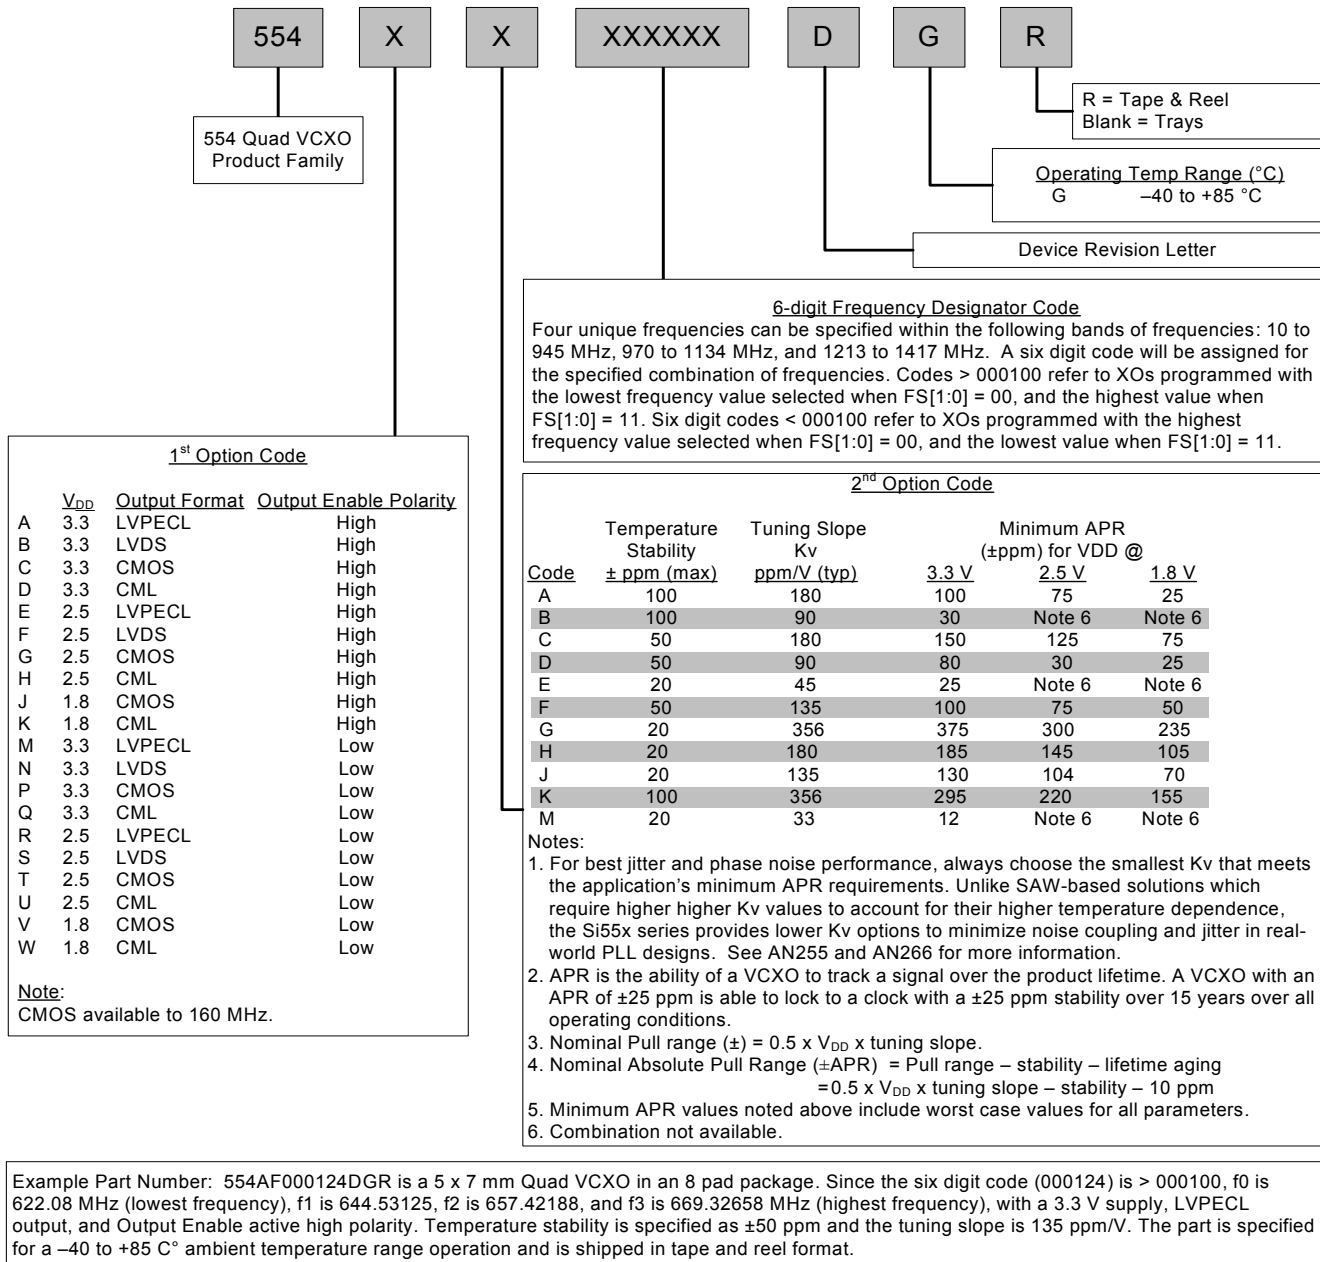 554 X X XXXXXX D G R
R = Tape & Reel
Blank = Trays
554 Quad VCXO
Product Family
Operating Temp Range (°C)
G –40 to +85 °C
Device Revision Letter
6-digit Frequency Designator Code
Four unique frequencies can be specified within the following bands of frequencies: 10 to
945 MHz, 970 to 1134 MHz, and 1213 to 1417 MHz. A six digit code will be assigned for
the specified combination of frequencies. Codes > 000100 refer to XOs programmed with
the lowest frequency value selected when FS[1:0] = 00, and the highest value when
FS[1:0] = 11. Six digit codes < 000100 refer to XOs programmed with the highest
frequency value selected when FS[1:0] = 00, and the lowest value when FS[1:0] = 11.
1st Option Code
VDD Output Format Output Enable Polarity
A 3.3 LVPECL High
B 3.3 LVDS High
C 3.3 CMOS High
D 3.3 CML High
E 2.5 LVPECL High
F 2.5 LVDS High
G 2.5 CMOS High
H 2.5 CML High
J 1.8 CMOS High
K 1.8 CML High
M 3.3 LVPECL Low
N 3.3 LVDS Low
P 3.3 CMOS Low
Q 3.3 CML Low
R 2.5 LVPECL Low
S 2.5 LVDS Low
T 2.5 CMOS Low
U 2.5 CML Low
V 1.8 CMOS Low
W 1.8 CML Low
Note:
CMOS available to 160 MHz.
2nd Option Code
Temperature Tuning Slope Minimum APR
Stability Kv (±ppm) for VDD @
Code ± ppm (max) ppm/V (typ) 3.3 V 2.5 V 1.8 V
A 100 180 100 75 25
B 100 90 30 Note 6 Note 6
C 50 180 150 125 75
D 50 90 80 30 25
E 20 45 25 Note 6 Note 6
F 50 135 100 75 50
G 20 356 375 300 235
H 20 180 185 145 105
J 20 135 130 104 70
K 100 356 295 220 155
M 20 33 12 Note 6 Note 6
Notes:
1. For best jitter and phase noise performance, always choose the smallest Kv that meets
the application's minimum APR requirements. Unlike SAW-based solutions which
require higher higher Kv values to account for their higher temperature dependence,
the Si55x series provides lower Kv options to minimize noise coupling and jitter in real-
world PLL designs. See AN255 and AN266 for more information.
2. APR is the ability of a VCXO to track a signal over the product lifetime. A VCXO with an
APR of ±25 ppm is able to lock to a clock with a ±25 ppm stability over 15 years over all
operating conditions.
3. Nominal Pull range (±) = 0.5 x VDD x tuning slope.
4. Nominal Absolute Pull Range (±APR) = Pull range – stability – lifetime aging
= 0.5 x VDD x tuning slope – stability – 10 ppm
5. Minimum APR values noted above include worst case values for all parameters.
6. Combination not available.
Example Part Number: 554AF000124DGR is a 5 x 7 mm Quad VCXO in an 8 pad package. Since the six digit code (000124) is > 000100, f0 is
622.08 MHz (lowest frequency), f1 is 644.53125, f2 is 657.42188, and f3 is 669.32658 MHz (highest frequency), with a 3.3 V supply, LVPECL
output, and Output Enable active high polarity. Temperature stability is specified as ±50 ppm and the tuning slope is 135 ppm/V. The part is specified
for a –40 to +85 C° ambient temperature range operation and is shipped in tape and reel format.